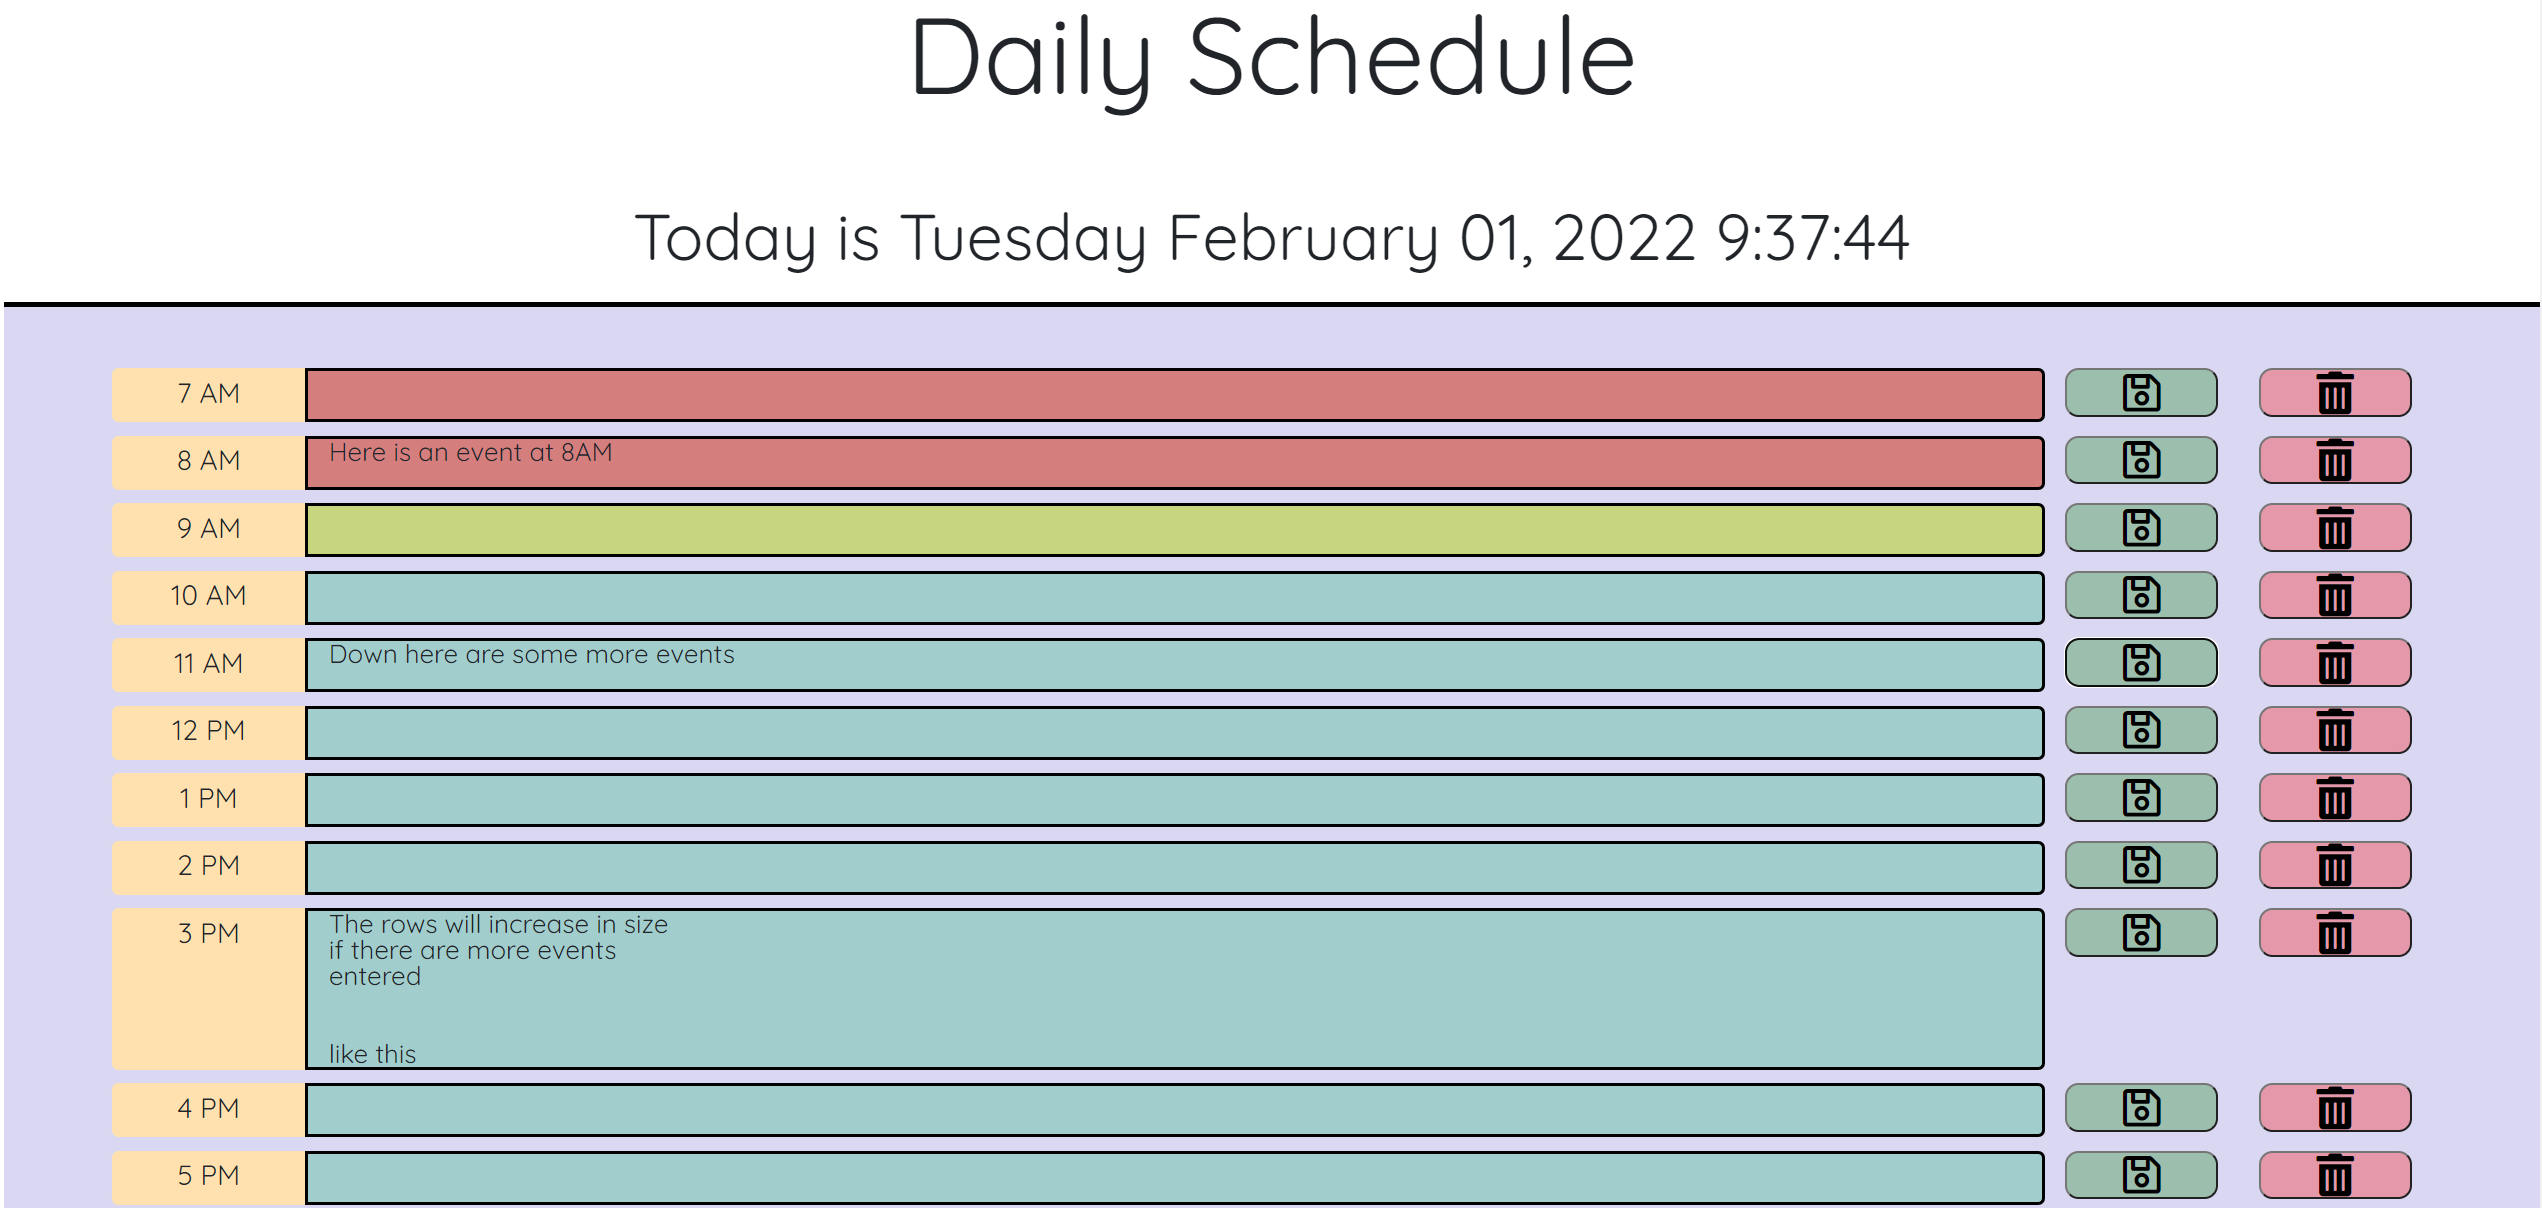 Daily Schedule
Today is Tuesday February 01, 2022 9:37:44
7 AM
8 AM Here is an event at 8AM
9 AM
10 AM
11 AM Down here are some more events
12 PM
1 PM
2 PM
3 PM The rows will increase in size
if there are more events
entered
like this
4 PM
5 PM